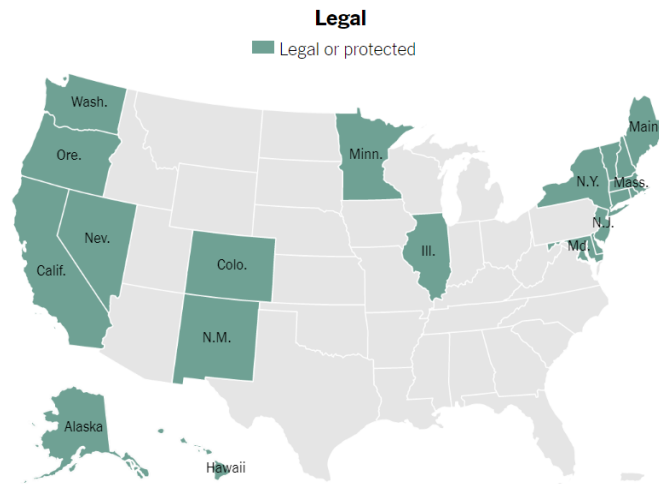 Legal
Legal or protected
Wash.
Main
Ore.
Minn.
N.Y.
Mass.
Nev.
N.J.
Calif.
Colo.
Ill.
Md.
N.M.
Alaska
Hawaii